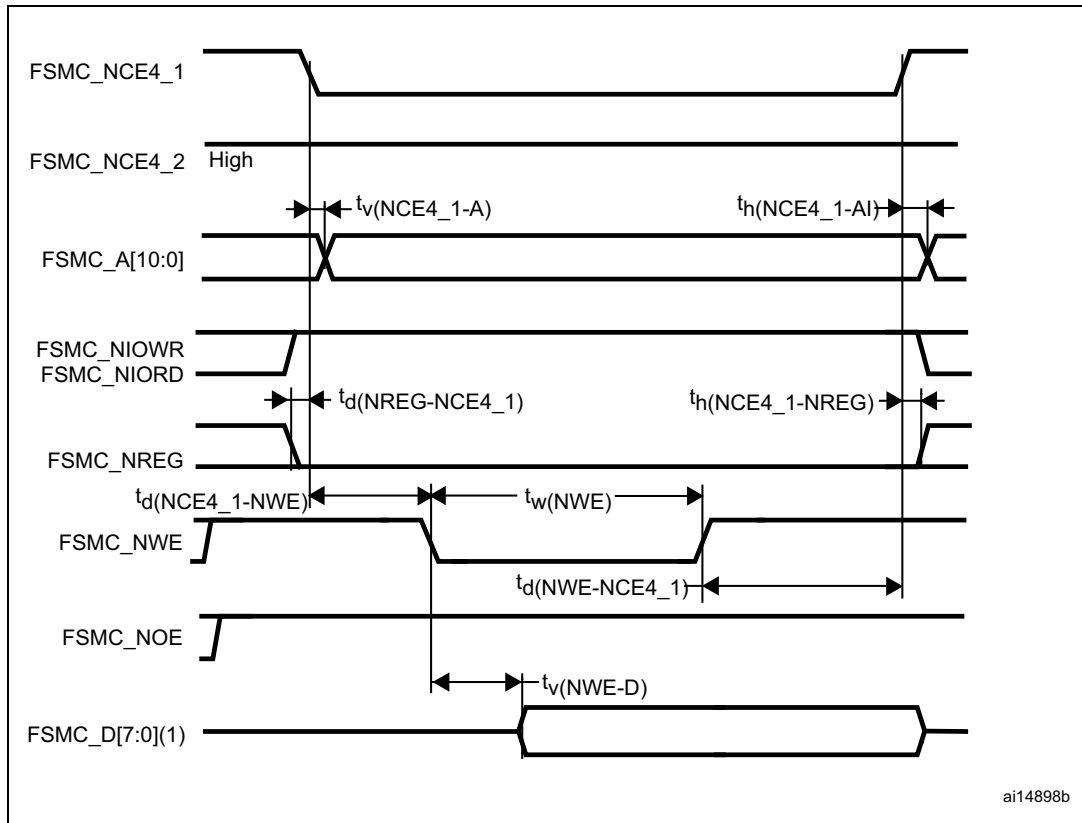 FSMC_NCE4_1
FSMC_NCE4_2 High
tv(NCE4_1-A) th(NCE4_1-AI)
FSMC_A[10:0]
FSMC_NIOWR
FSMC_NIORD
td(NREG-NCE4_1) th(NCE4_1-NREG)
FSMC_NREG
td(NCE4_1-NWE) tw(NWE)
FSMC_NWE
td(NWE-NCE4_1)
FSMC_NOE
tv(NWE-D)
FSMC_D[7:0](1)
ai14898b